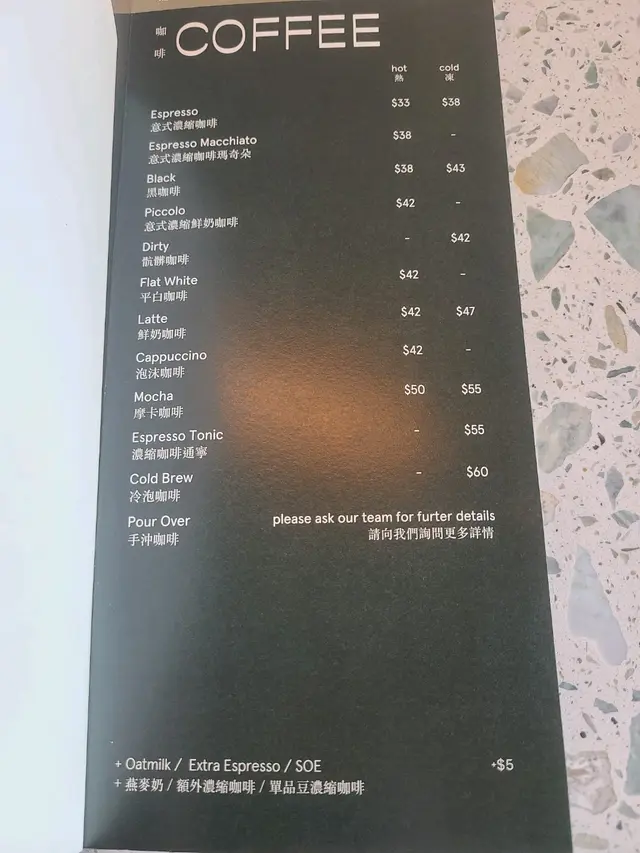 咖啡 COFFEE
hot cold
熱 凍
Espresso $33 $38
意式濃縮咖啡
Espresso Macchiato $38 -
意式濃縮咖啡瑪奇朵
Black $38 $43
黑咖啡
Piccolo $42 -
意式濃縮鮮奶咖啡
Dirty - $42
骯髒咖啡
Flat White $42 -
平白咖啡
Latte $42 $47
鮮奶咖啡
Cappuccino $42 -
泡沫咖啡
Mocha $50 $55
摩卡咖啡
Espresso Tonic - $55
濃縮咖啡通寧
Cold Brew - $60
冷泡咖啡
Pour Over please ask our team for furter details
手沖咖啡 請向我們詢問更多詳情
+ Oatmilk / Extra Espresso / SOE +$5
+ 燕麥奶 / 額外濃縮咖啡 / 單品豆濃縮咖啡